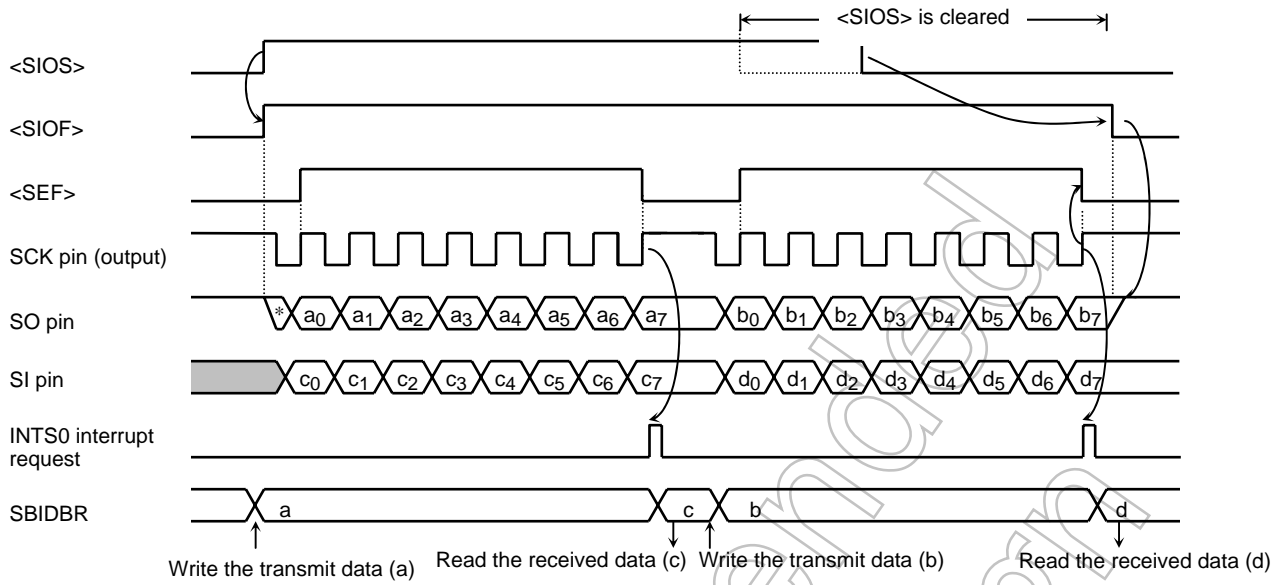 <SIOS> is cleared
<SIOS>
<SIOF>
<SEF>
SCK pin (output)
SO pin
* a0 a1 a2 a3 a4 a5 a6 a7 b0 b1 b2 b3 b4 b5 b6 b7
SI pin
c0 c1 c2 c3 c4 c5 c6 c7 d0 d1 d2 d3 d4 d5 d6 d7
INTS0 interrupt
request
SBIDBR
a c b d
Write the transmit data (a) Read the received data (c) Write the transmit data (b) Read the received data (d)